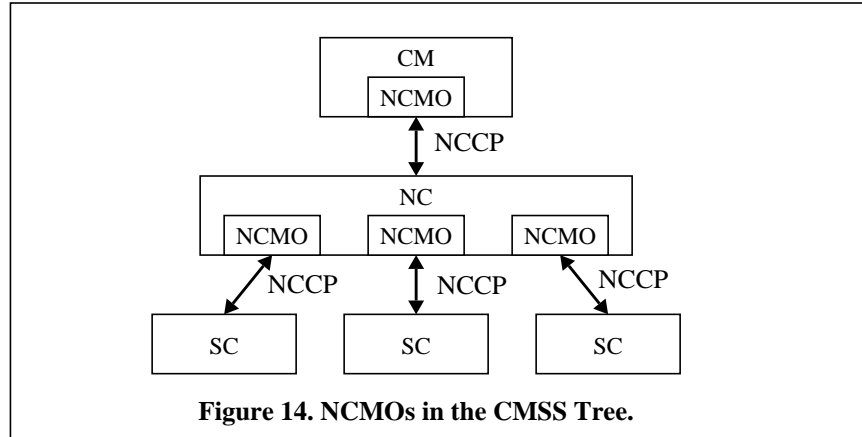 CM
NCMO
NCCP
NC
NCMO NCMO NCMO
NCCP NCCP NCCP
SC SC SC
Figure 14. NCMOs in the CMSS Tree.